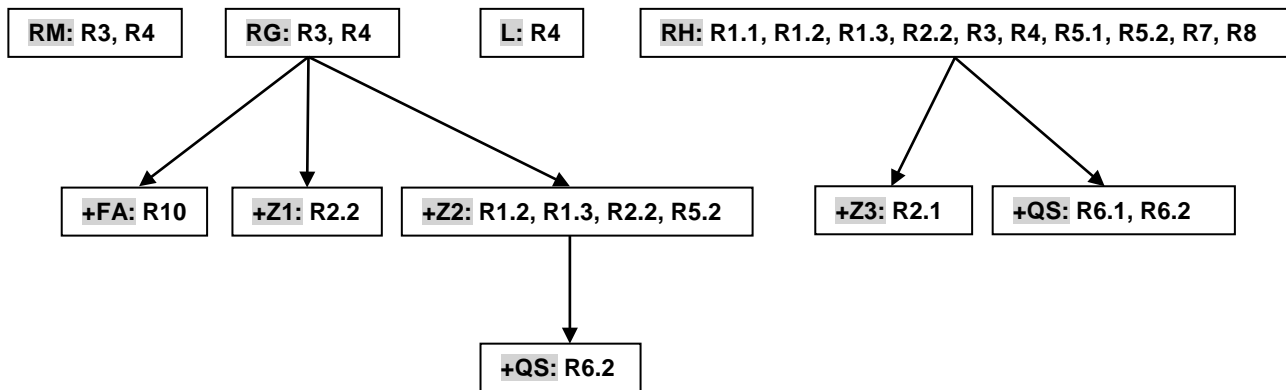 RM: R3, R4
RG: R3, R4
L: R4
RH: R1.1, R1.2, R1.3, R2.2, R3, R4, R5.1, R5.2, R7, R8
+FA: R10
+Z1: R2.2
+Z2: R1.2, R1.3, R2.2, R5.2
+Z3: R2.1
+QS: R6.1, R6.2
+QS: R6.2